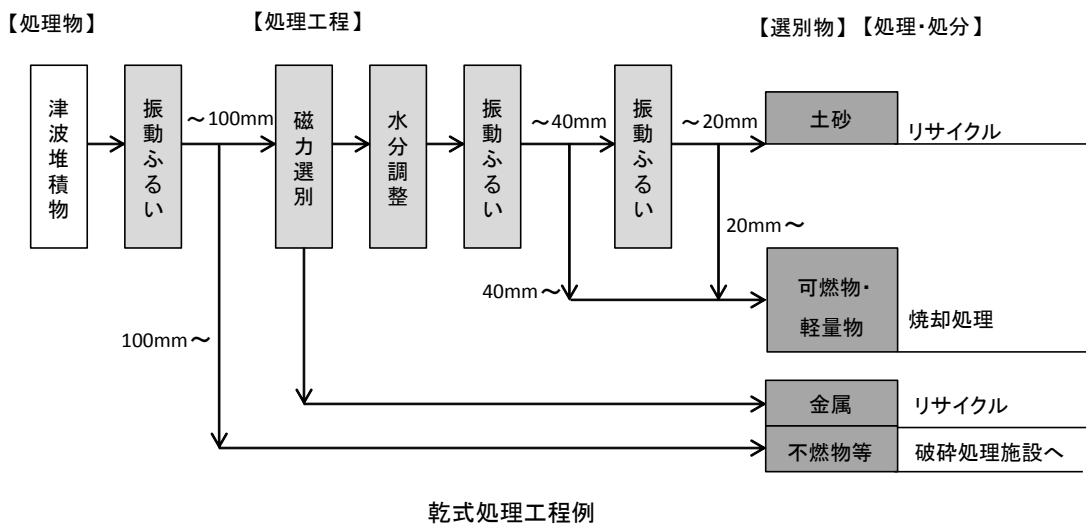 【処理物】
【処理工程】
【選別物】
【処理・処分】
津波堆積物
振動ふるい
～100mm
磁力選別
水分調整
振動ふるい
～40mm
振動ふるい
～20mm
土砂
リサイクル
20mm～
40mm～
可燃物・
軽量物
焼却処理
100mm～
金属
リサイクル
不燃物等
破砕処理施設へ
乾式処理工程例